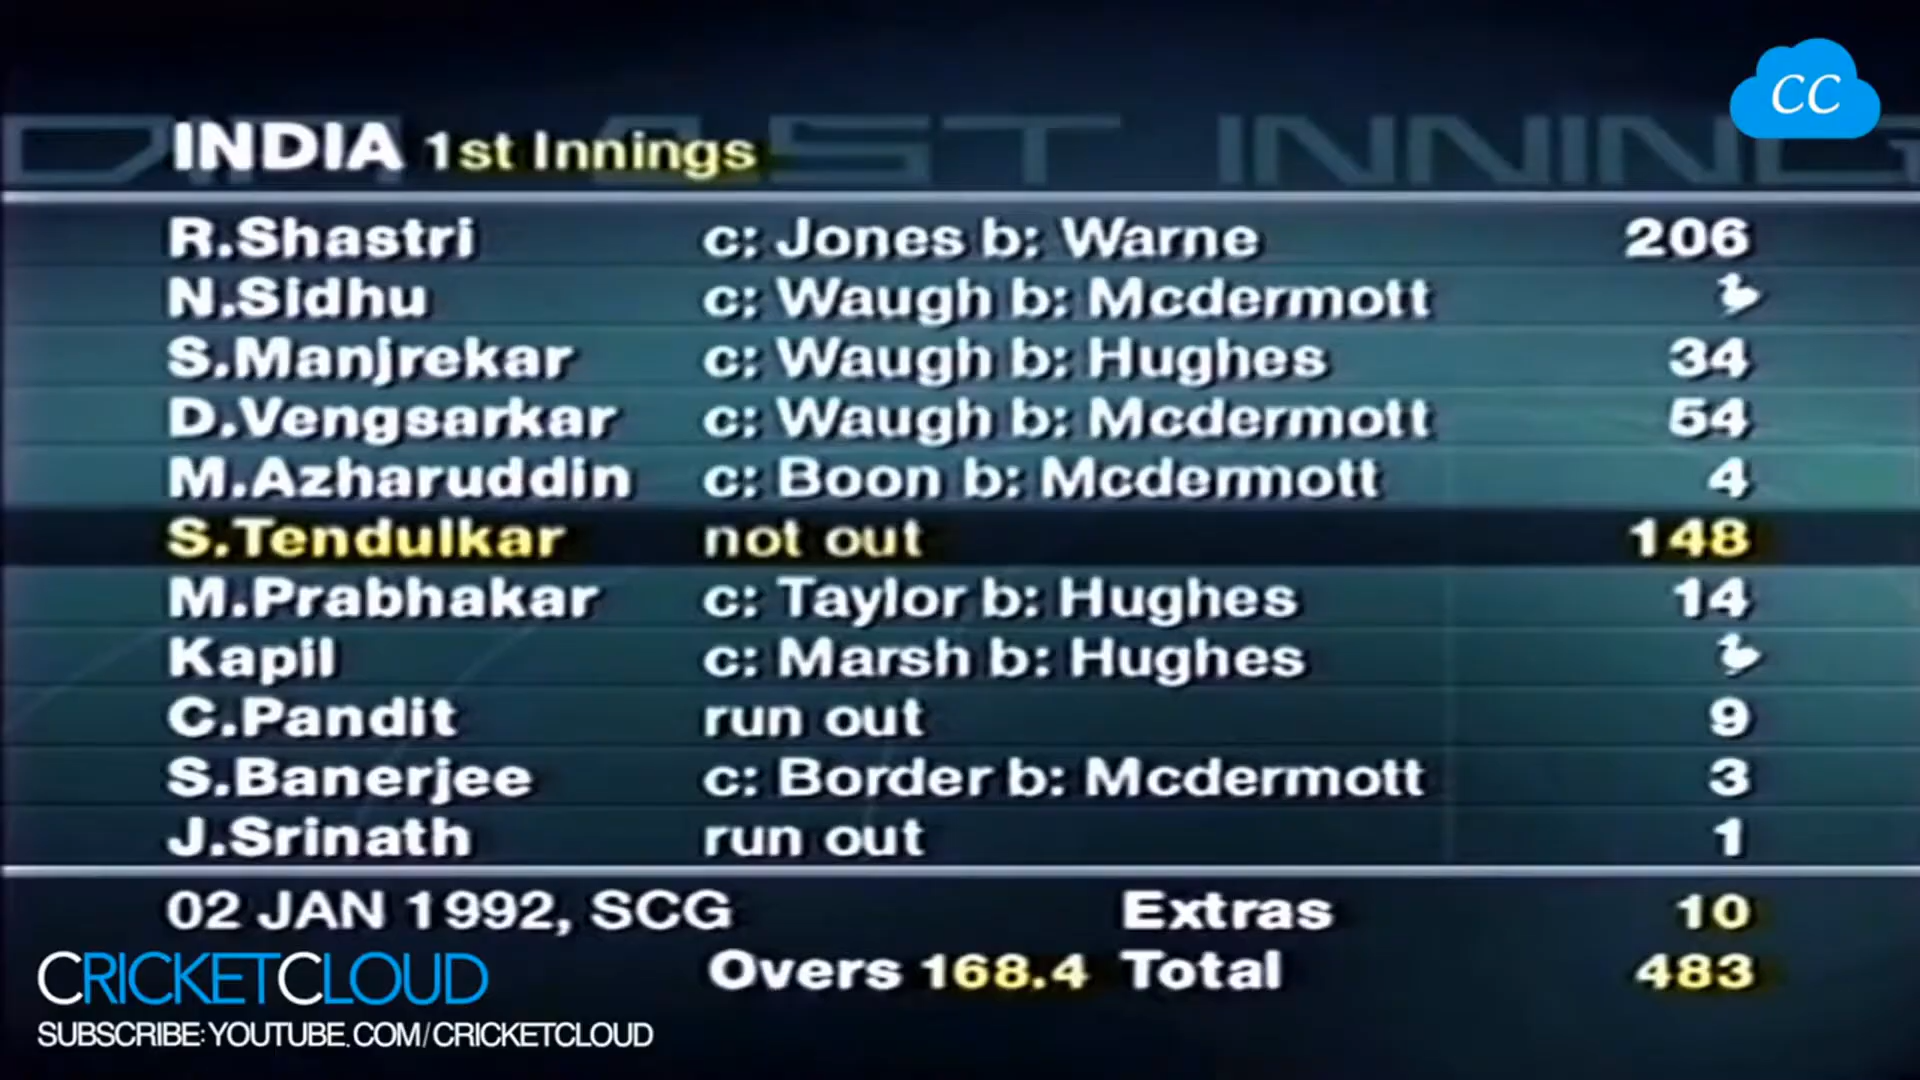 CC
INDIA 1st Innings
R.Shastri c: Jones b: Warne 206
N.Sidhu c: Waugh b: Mcdermott
S.Manjrekar c: Waugh b: Hughes 34
D.Vengsarkar c: Waugh b: Mcdermott 54
M.Azharuddin c: Boon b: Mcdermott 4
S.Tendulkar not out 148
M.Prabhakar c: Taylor b: Hughes 14
Kapil c: Marsh b: Hughes
C.Pandit run out 9
S.Banerjee c: Border b: Mcdermott 3
J.Srinath run out 1
02 JAN 1992, SCG Extras 10
Overs 168.4 Total 483
CRICKETCLOUD
SUBSCRIBE: YOUTUBE.COM/CRICKETCLOUD